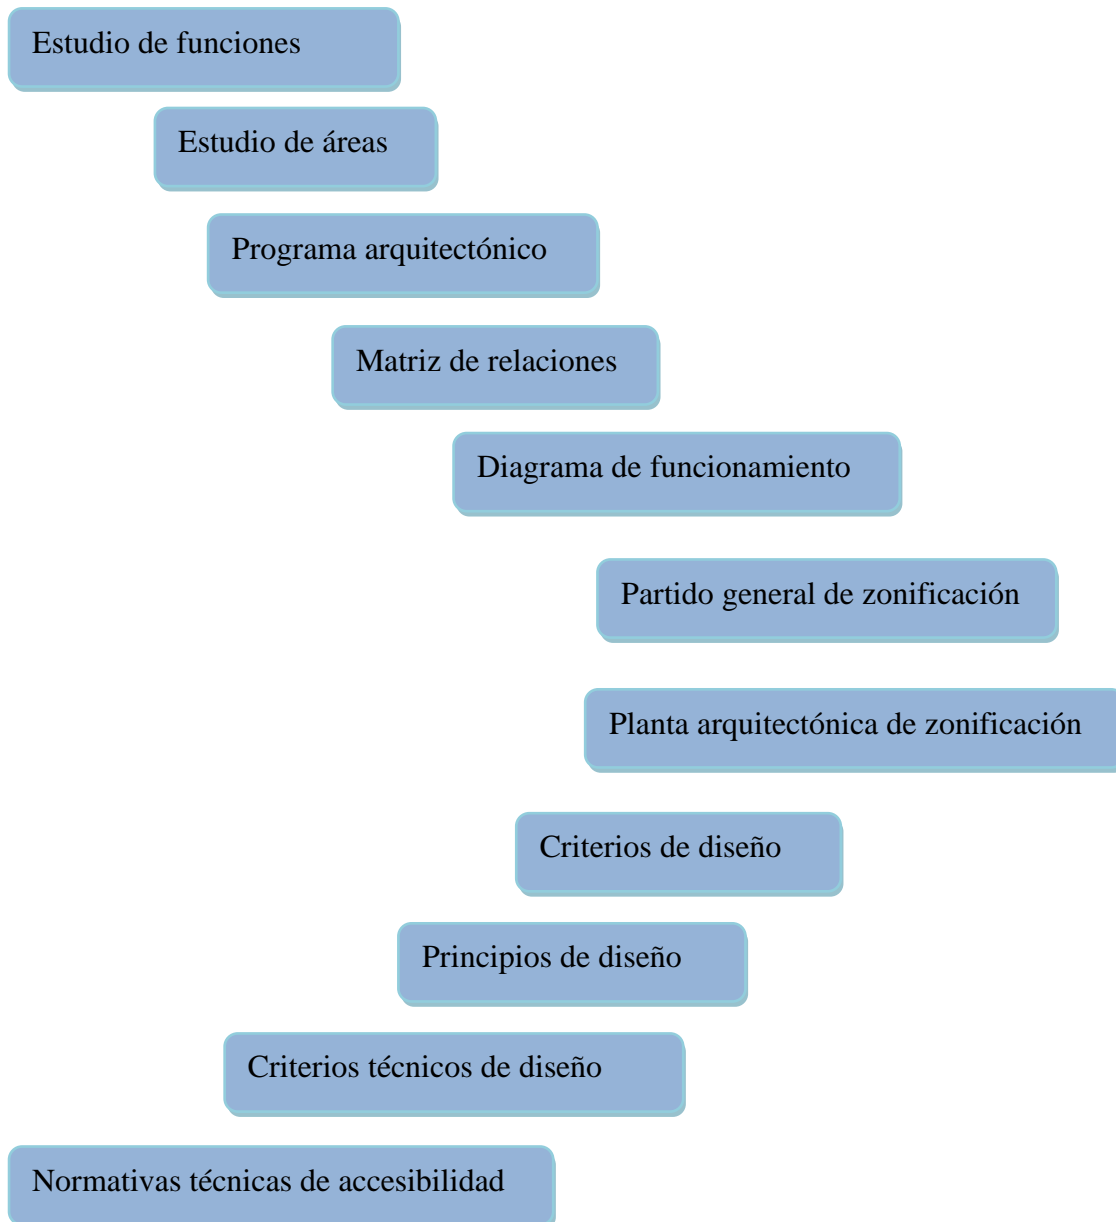 Estudio de funciones
Estudio de áreas
Programa arquitectónico
Matriz de relaciones
Diagrama de funcionamiento
Partido general de zonificación
Planta arquitectónica de zonificación
Criterios de diseño
Principios de diseño
Criterios técnicos de diseño
Normativas técnicas de accesibilidad